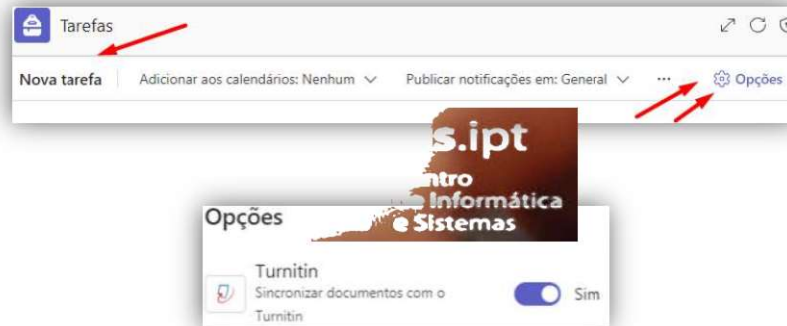 Tarefas
Nova tarefa Adicionar aos calendários: Nenhum Publicar notificações em: General ... Opções
s.ipt
ntro
e Informática
e Sistemas
Opções
Turnitin
Sincronizar documentos com o Sim
Turnitin